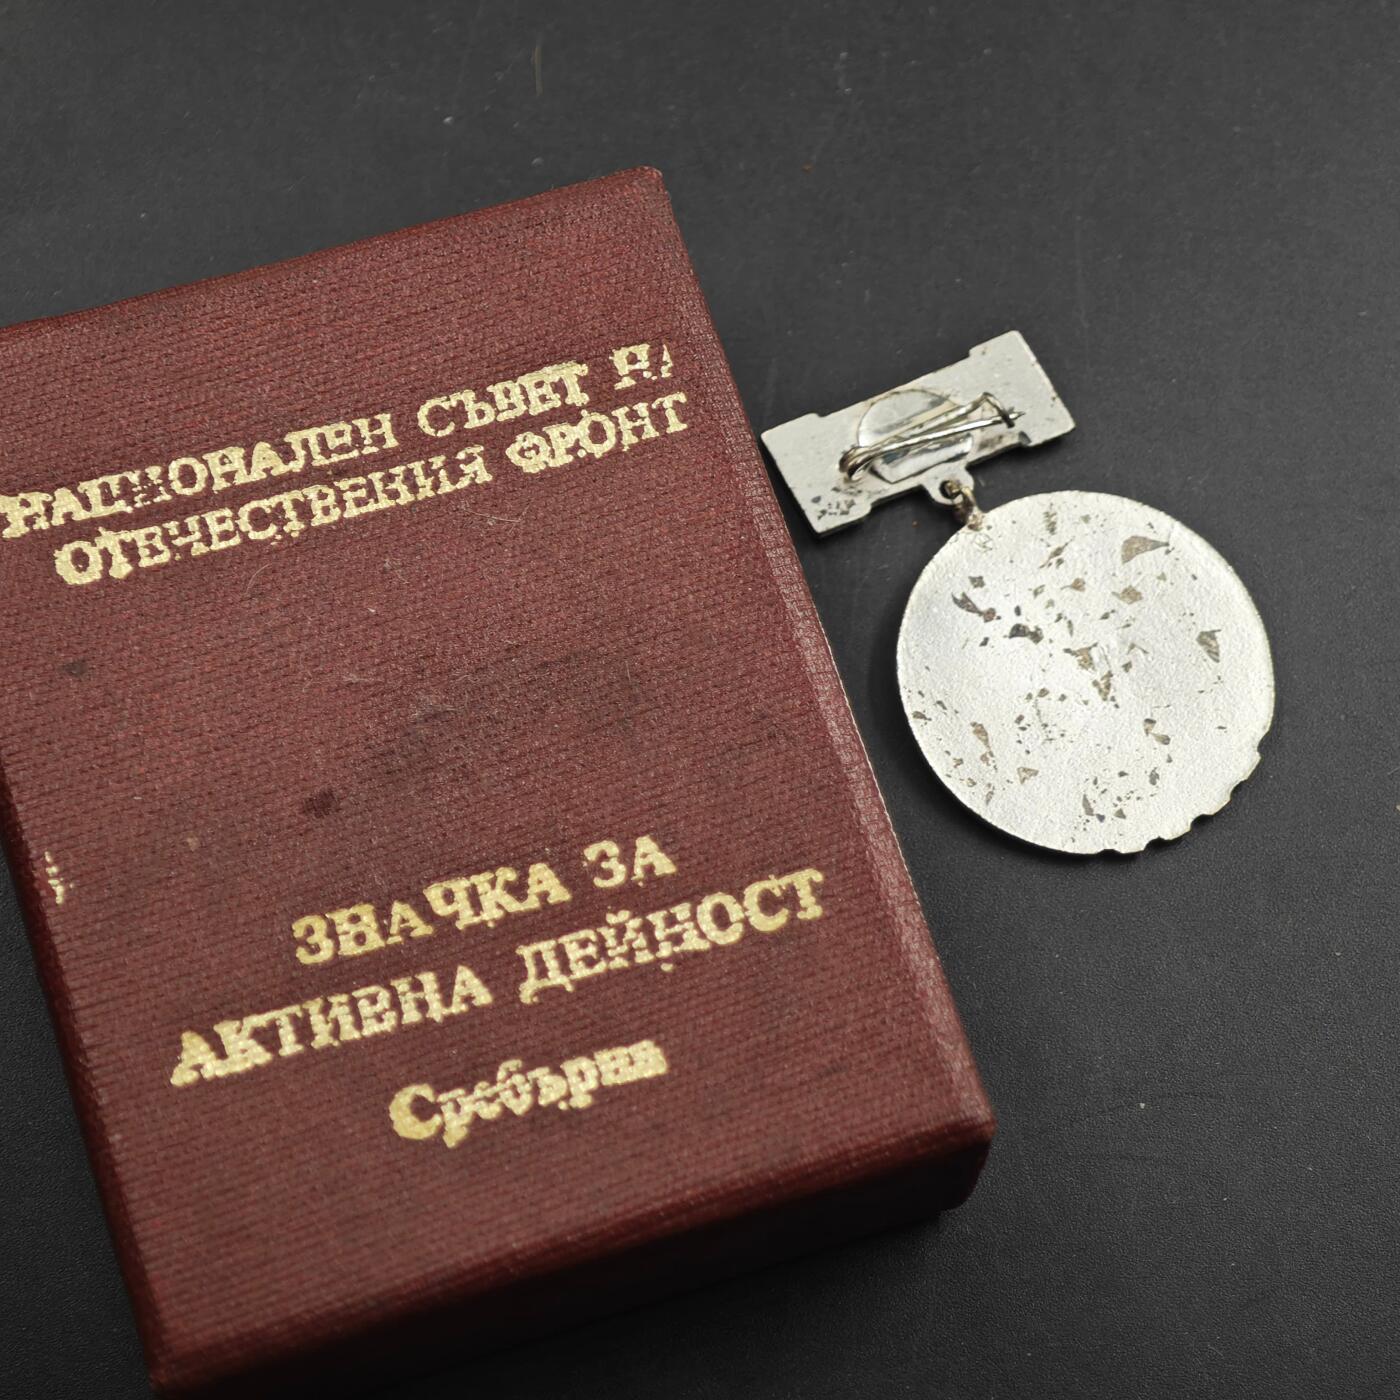 НАЦИОНАЛЕН СЪВЕТ НА
ОТЕЧЕСТВЕНИЯ ФРОНТ
ЗНАЧКА ЗА
АКТИВНА ДЕЙНОСТ
Сребърна